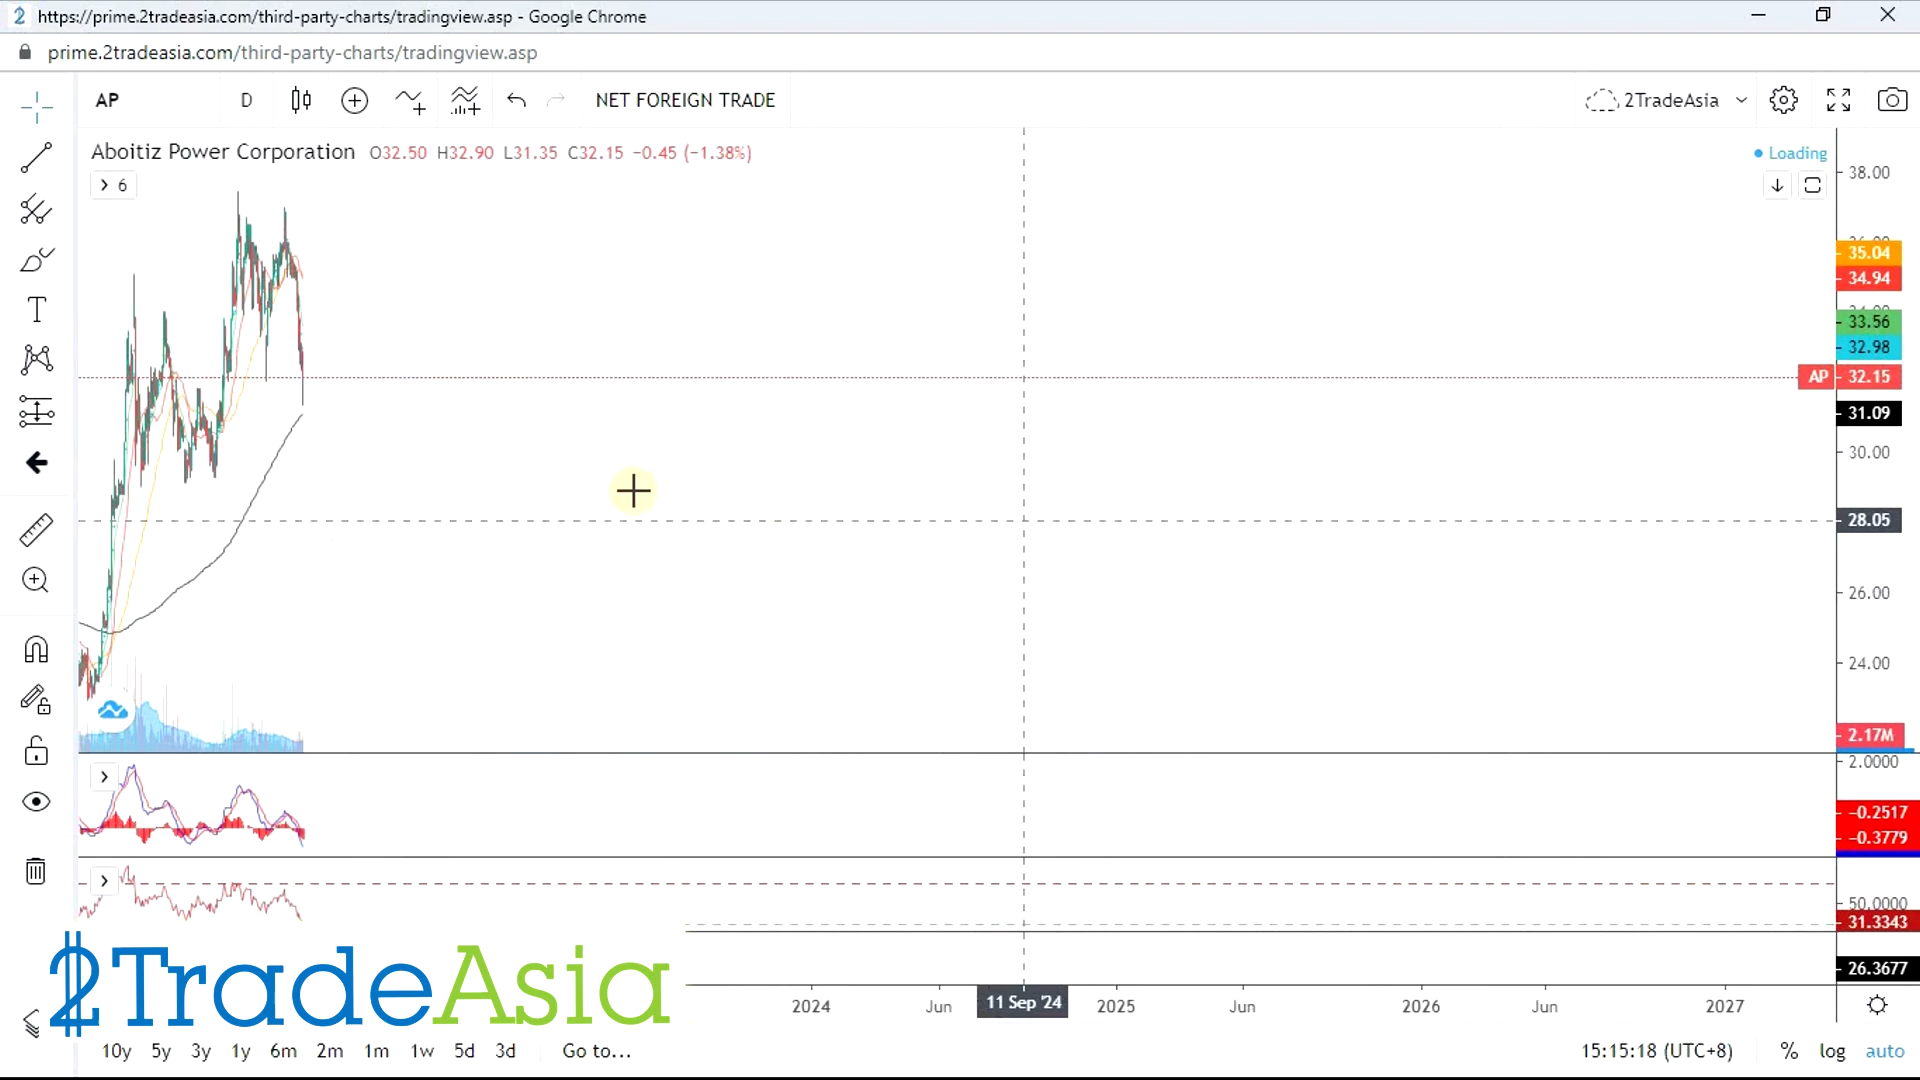 https://prime.2tradeasia.com/third-party-charts/tradingview.asp - Google Chrome
prime.2tradeasia.com/third-party-charts/tradingview.asp
AP D NET FOREIGN TRADE 2TradeAsia
Aboitiz Power Corporation O32.50 H32.90 L31.35 C32.15 −0.45 (−1.38%)
Loading
6
38.00
35.04
34.94
33.56
32.98
AP 32.15
31.09
30.00
28.05
26.00
24.00
2.17M
2.0000
−0.2517
−0.3779
50.0000
31.3343
26.3677
2TradeAsia
2024 Jun 11 Sep '24 2025 Jun 2026 Jun 2027
10y 5y 3y 1y 6m 2m 1m 1w 5d 3d Go to... 15:15:18 (UTC+8) % log auto